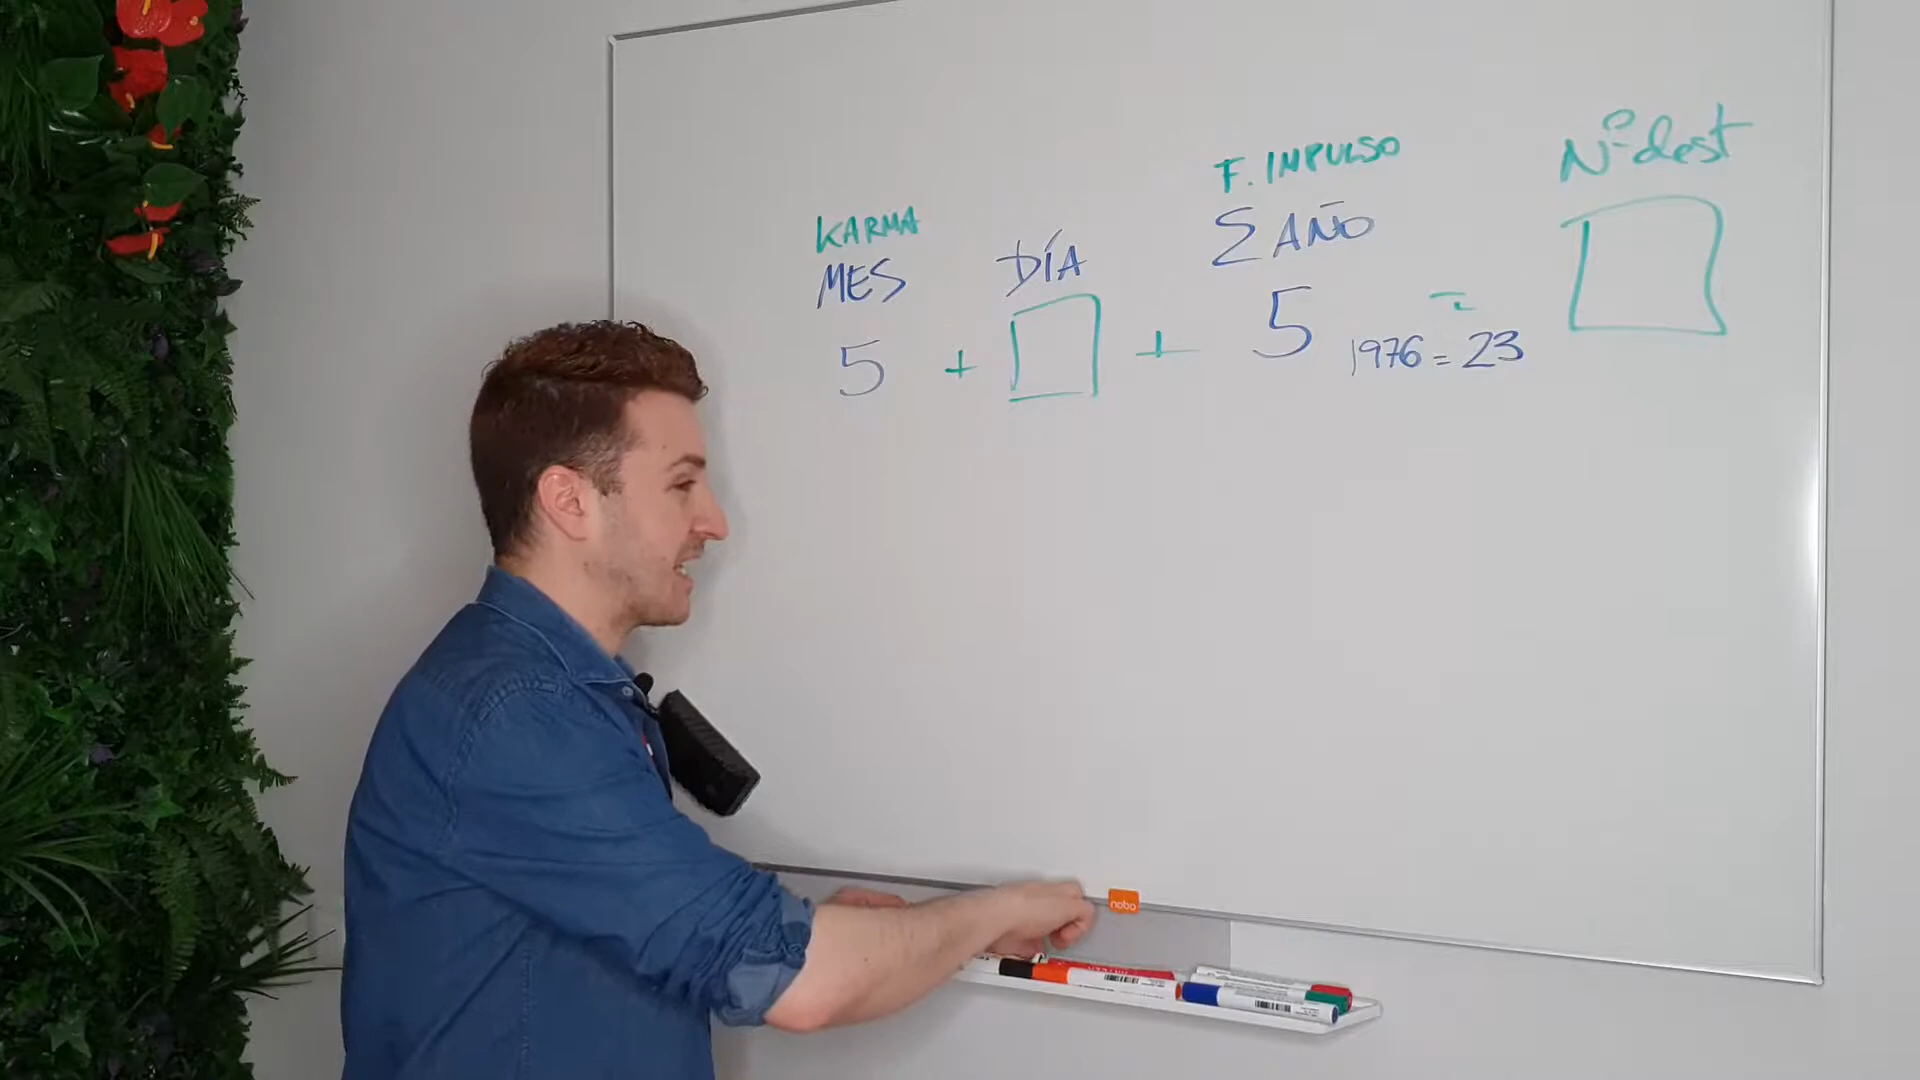 KARMA
MES
5
+
DÍA
+
F. IMPULSO
Σ AÑO
5
1976 = 23
=
Nº dest
nobo